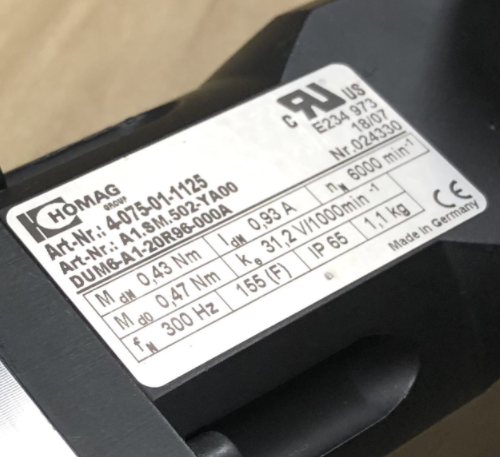 HOMAG
GROUP
Art-Nr.: 4-075-01-1125
Art-Nr.: A1.SM.502-YA00
DUM6-A1-20R96-000A
C RU US
E234 973
18/07
Nr.024330
M dN 0,43 Nm I dN 0,93 A n N 6000 min-1
M d0 0,47 Nm k e 31,2 V/1000min-1
f N 300 Hz 155 (F) IP 65 1,1 kg
CE
Made in Germany